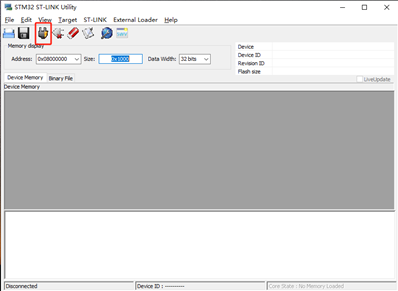 STM32 ST-LINK Utility
File Edit View Target ST-LINK External Loader Help
Memory display
Address: 0x08000000 Size: 0x1000 Data Width: 32 bits
Device
Device ID
Revision ID
Flash size
LiveUpdate
Device Memory Binary File
Device Memory
Disconnected Device ID : ---------- Core State : No Memory Loaded